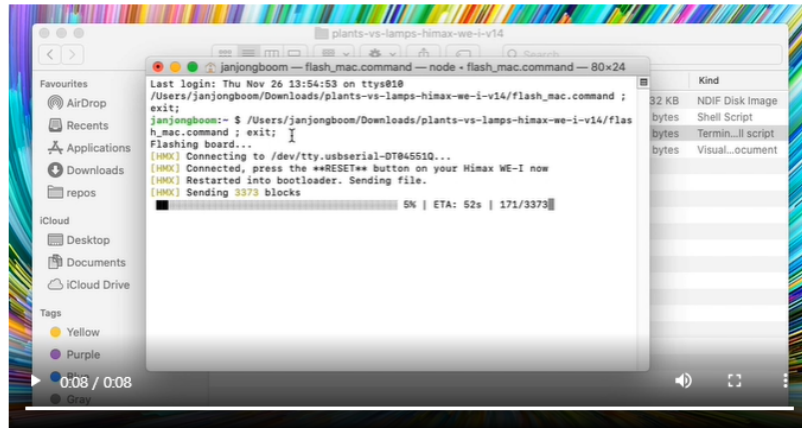 plants-vs-lamps-himax-we-i-v14
Search
janjongboom — flash_mac.command — node ◂ flash_mac.command — 80×24
Favourites
AirDrop
Recents
Applications
Downloads
repos
iCloud
Desktop
Documents
iCloud Drive
Tags
Yellow
Purple
Gray
Last login: Thu Nov 26 13:54:53 on ttys010
/Users/janjongboom/Downloads/plants-vs-lamps-himax-we-i-v14/flash_mac.command ;
exit;
janjongboom:~ $ /Users/janjongboom/Downloads/plants-vs-lamps-himax-we-i-v14/flas
h_mac.command ; exit;
Flashing board...
[HMX] Connecting to /dev/tty.usbserial-DT04551Q...
[HMX] Connected, press the **RESET** button on your Himax WE-I now
[HMX] Restarted into bootloader. Sending file.
[HMX] Sending 3373 blocks
5% | ETA: 52s | 171/3373
Kind
32 KB NDIF Disk Image
bytes Shell Script
bytes Termin...ll script
bytes Visual...ocument
0:08 / 0:08